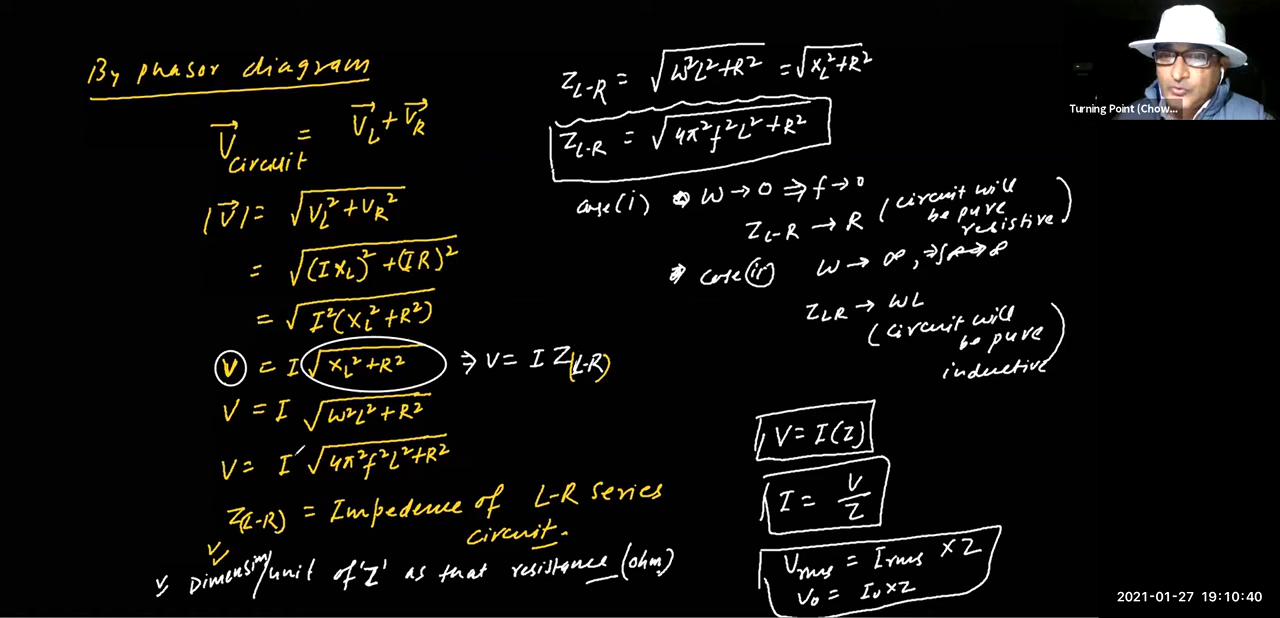 By phasor diagram
V⃗circuit = V⃗L + V⃗R
|V⃗| = √(VL² + VR²)
= √((IXL)² + (IR)²)
= √(I²(XL² + R²))
V = I √(XL² + R²) ⇒ V = I Z(L-R)
V = I √(W²L² + R²)
V = I √(4π²f²L² + R²)
Z(L-R) = Impedence of L-R series
circuit.
Dimension/unit of 'Z' as that resistance (ohm)
ZL-R = √(W²L² + R²) = √(XL² + R²)
ZL-R = √(4π²f²L² + R²)
case(i) W → 0 ⇒ f → 0
ZL-R → R (circuit will
be pure
resistive)
case(ii) W → ∞, ⇒ f → ∞
ZLR → WL
(circuit will
be pure
inductive)
V = I(Z)
I = V/Z
Vrms = Irms × Z
V0 = I0 × Z
Turning Point (Chow...
2021-01-27 19:10:40